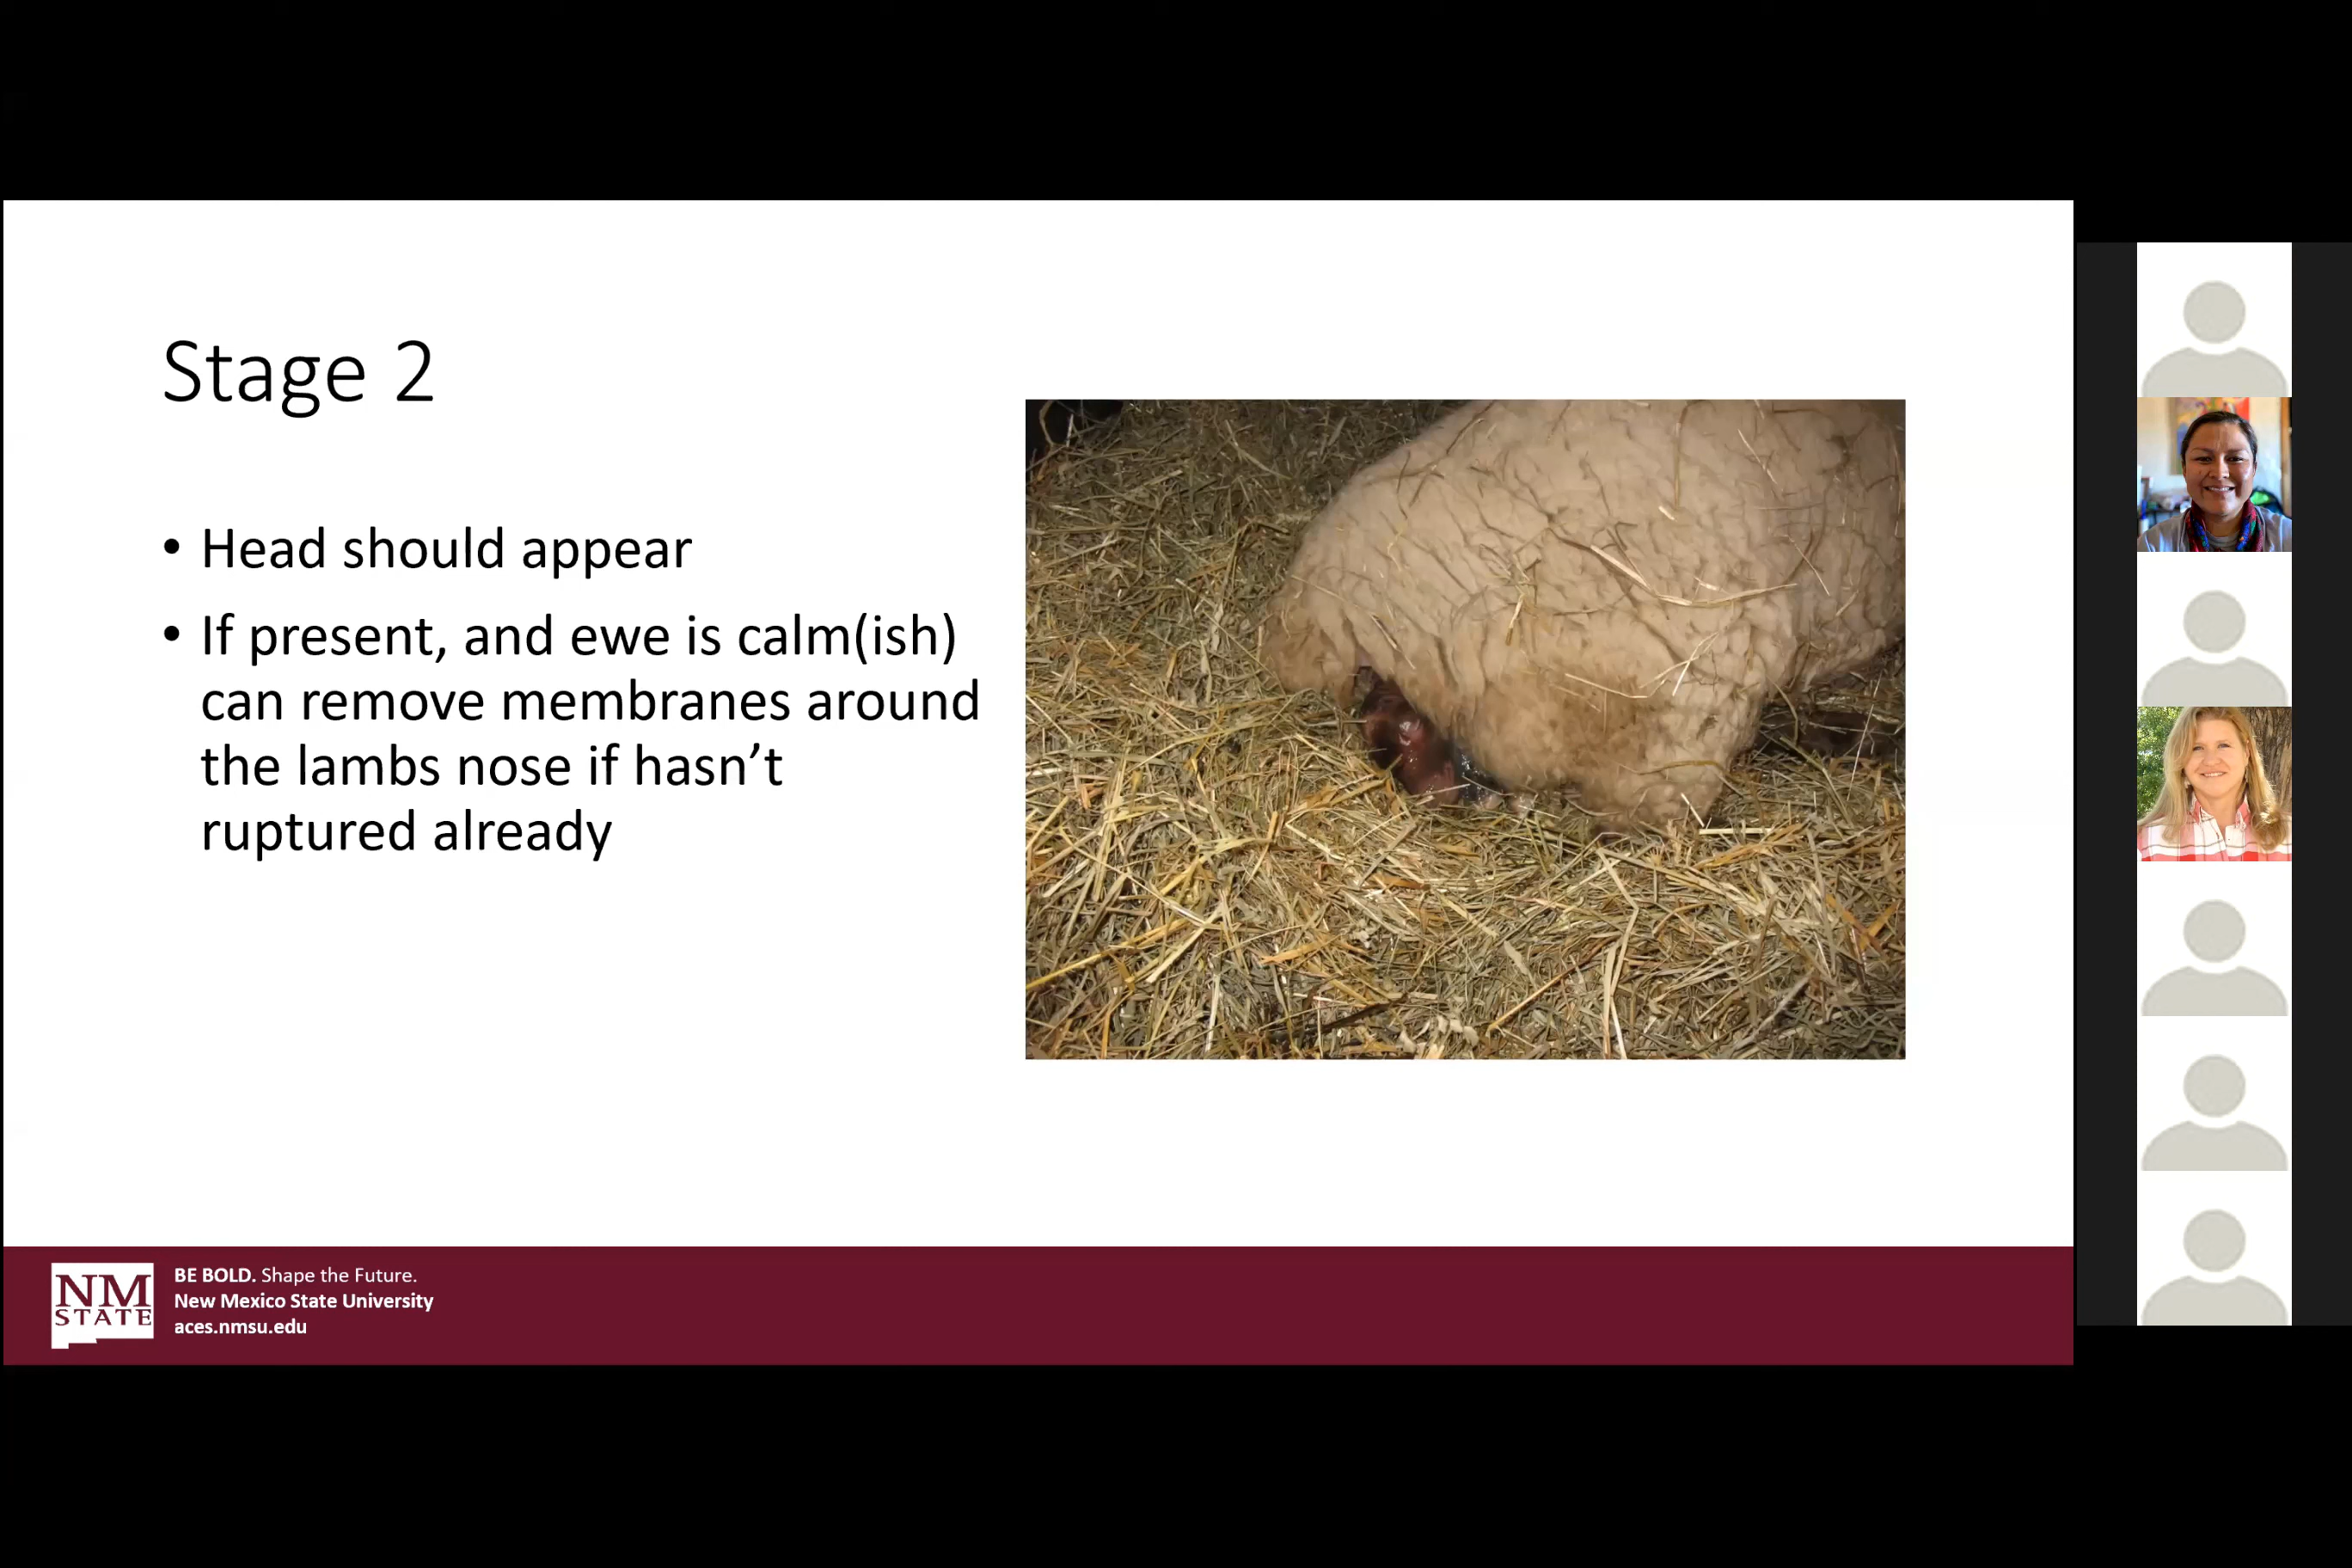 Stage 2
• Head should appear
• If present, and ewe is calm(ish)
can remove membranes around
the lambs nose if hasn’t
ruptured already
NM
STATE
BE BOLD. Shape the Future.
New Mexico State University
aces.nmsu.edu